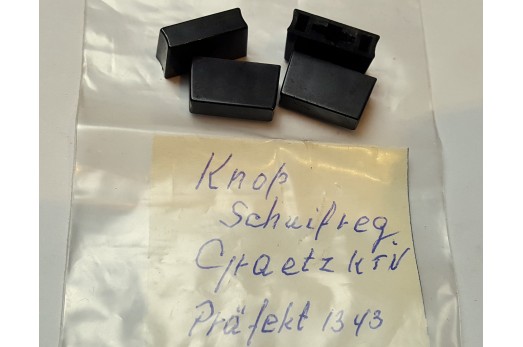 Knop
Schuifreg.
Graetz KTV
Präfekt 1343